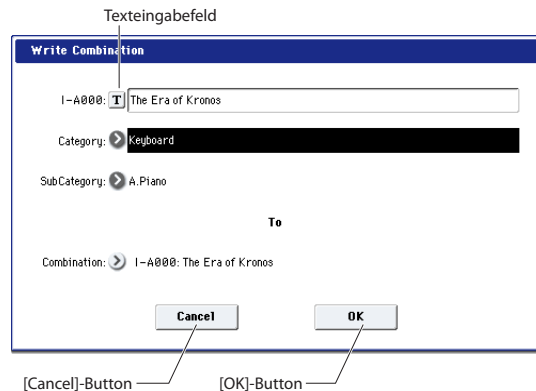 Texteingabefeld
Write Combination
I-A000: T The Era of Kronos
Category: Keyboard
SubCategory: A.Piano
To
Combination: I-A000: The Era of Kronos
Cancel OK
[Cancel]-Button [OK]-Button